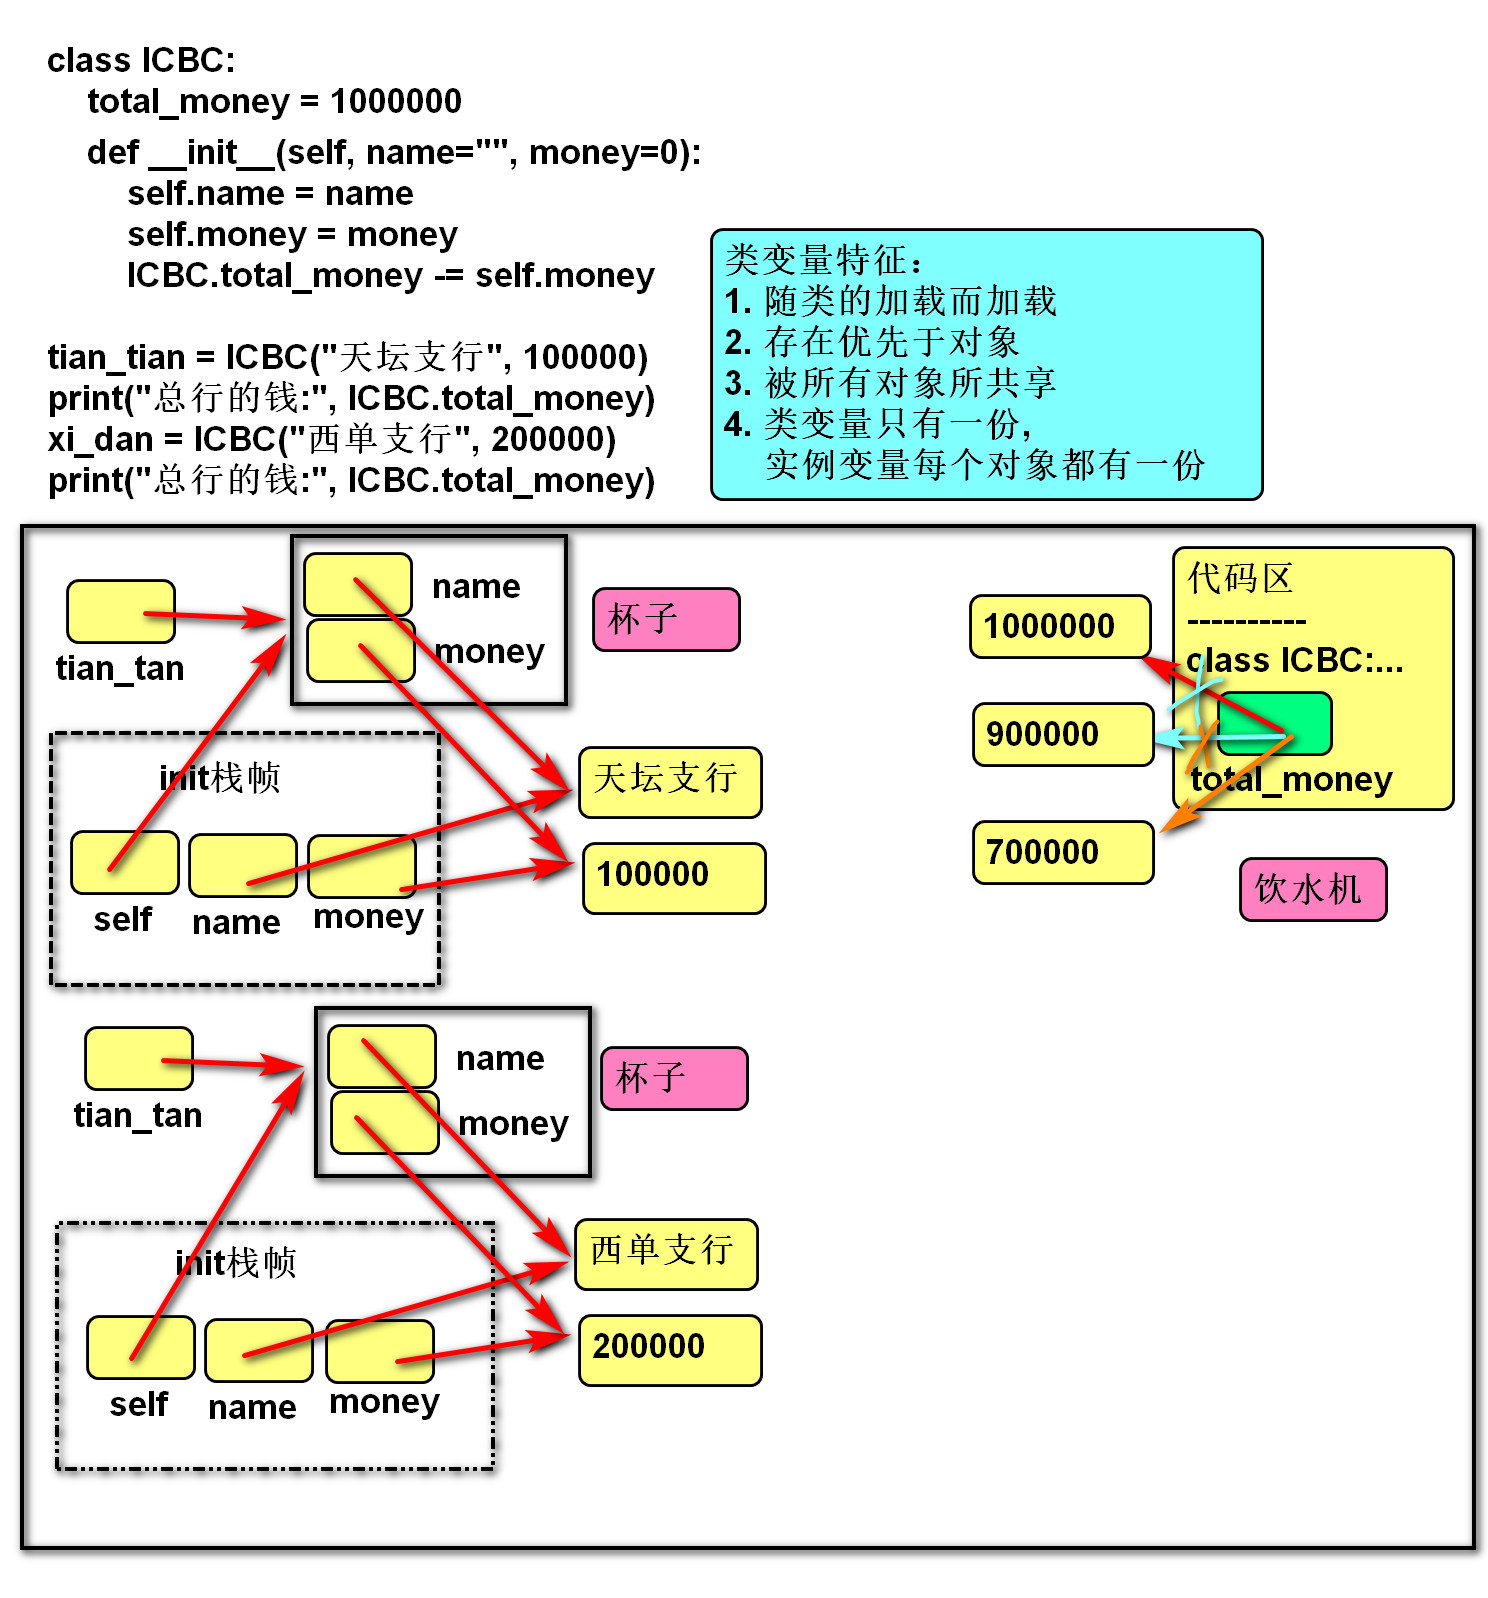 class ICBC:
total_money = 1000000
def __init__(self, name="", money=0):
self.name = name
self.money = money
ICBC.total_money -= self.money
tian_tian = ICBC("天坛支行", 100000)
print("总行的钱:", ICBC.total_money)
xi_dan = ICBC("西单支行", 200000)
print("总行的钱:", ICBC.total_money)
类变量特征：
1. 随类的加载而加载
2. 存在优先于对象
3. 被所有对象所共享
4. 类变量只有一份,
实例变量每个对象都有一份
tian_tan
name
money
杯子
init栈帧
self
name
money
天坛支行
100000
1000000
900000
700000
代码区
----------
class ICBC:...
total_money
饮水机
tian_tan
name
money
杯子
init栈帧
self
name
money
西单支行
200000